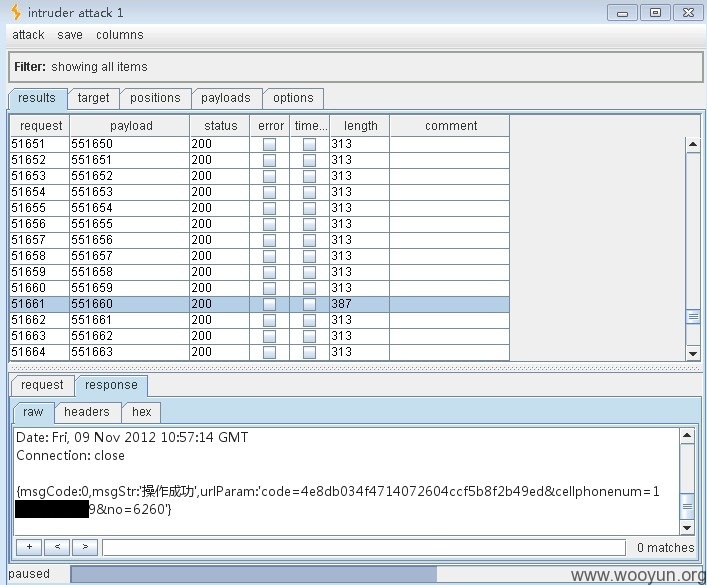 intruder attack 1
attack save columns
Filter: showing all items
results target positions payloads options
request payload status error time... length comment
51651 551650 200 313
51652 551651 200 313
51653 551652 200 313
51654 551653 200 313
51655 551654 200 313
51656 551655 200 313
51657 551656 200 313
51658 551657 200 313
51659 551658 200 313
51660 551659 200 313
51661 551660 200 387
51662 551661 200 313
51663 551662 200 313
51664 551663 200 313
request response
raw headers hex
Date: Fri, 09 Nov 2012 10:57:14 GMT
Connection: close
{msgCode:0,msgStr:'操作成功',urlParam:'code=4e8db034f4714072604ccf5b8f2b49ed&cellphonenum=1
9&no=6260'}
+ < > 0 matches
paused
www.wooyun.org